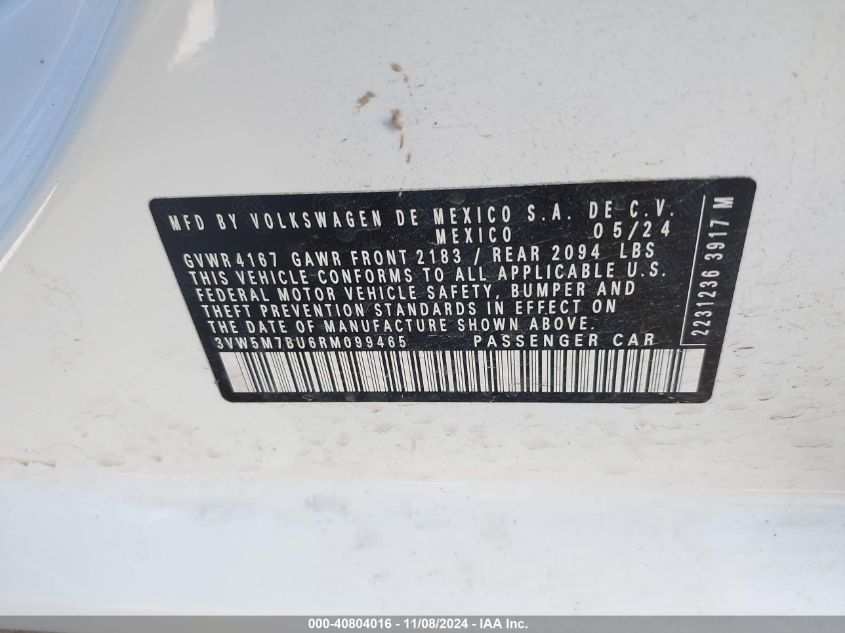 MFD BY VOLKSWAGEN DE MEXICO S.A. DE C.V.
MEXICO 05/24
GVWR 4167 GAWR FRONT 2183 / REAR 2094 LBS
THIS VEHICLE CONFORMS TO ALL APPLICABLE U.S.
FEDERAL MOTOR VEHICLE SAFETY, BUMPER AND
THEFT PREVENTION STANDARDS IN EFFECT ON
THE DATE OF MANUFACTURE SHOWN ABOVE.
3VW5M7BU6RM099465 PASSENGER CAR
2231236 3917 M
000-40804016 - 11/08/2024 - IAA Inc.